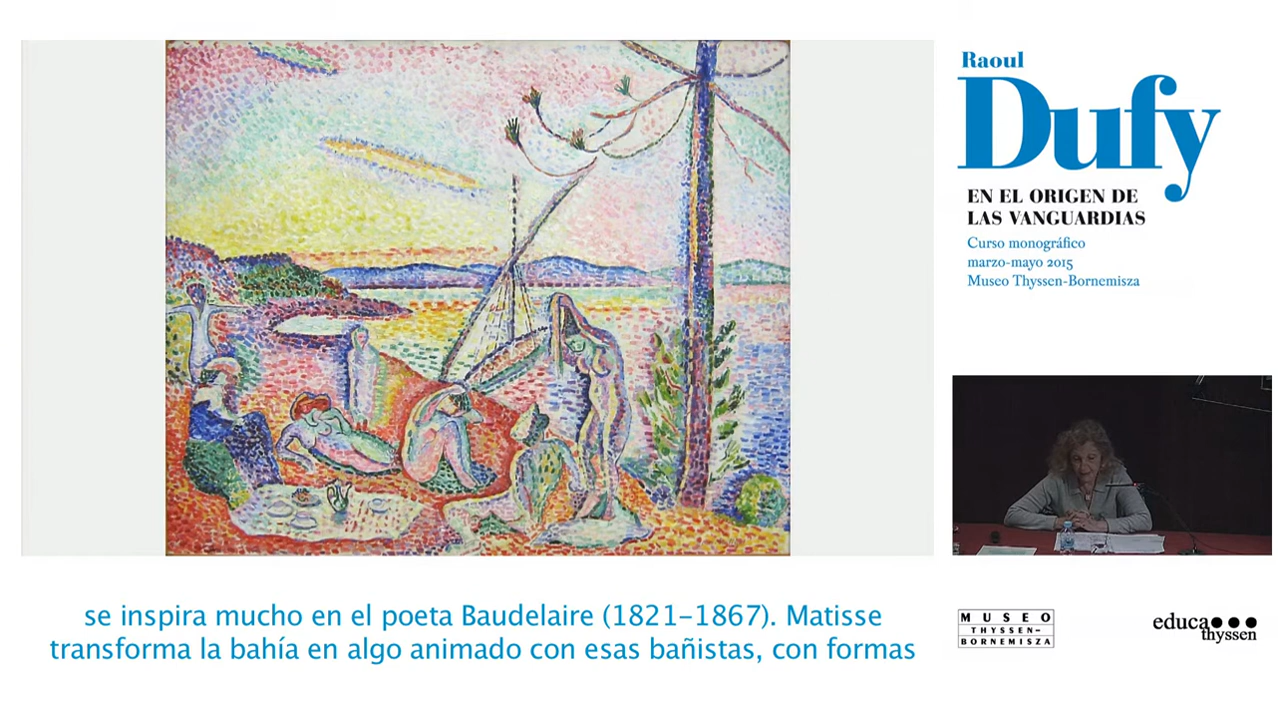 Raoul
Dufy
EN EL ORIGEN DE
LAS VANGUARDIAS
Curso monográfico
marzo-mayo 2015
Museo Thyssen-Bornemisza
se inspira mucho en el poeta Baudelaire (1821-1867). Matisse
transforma la bahía en algo animado con esas bañistas, con formas
MUSEO
THYSSEN-
BORNEMISZA
educa
thyssen